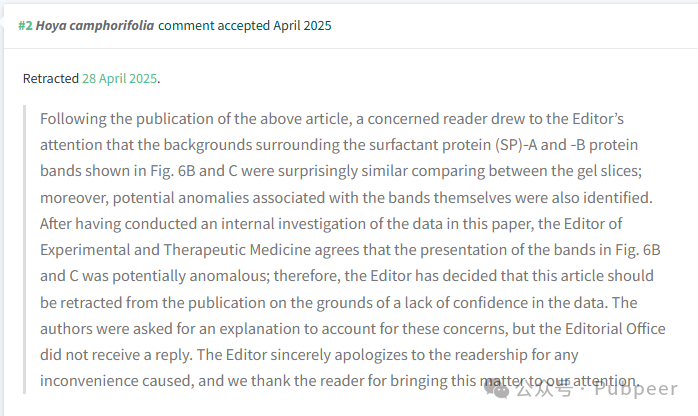 #2 Hoya camphorifolia comment accepted April 2025
Retracted 28 April 2025.
Following the publication of the above article, a concerned reader drew to the Editor's
attention that the backgrounds surrounding the surfactant protein (SP)-A and -B protein
bands shown in Fig. 6B and C were surprisingly similar comparing between the gel slices;
moreover, potential anomalies associated with the bands themselves were also identified.
After having conducted an internal investigation of the data in this paper, the Editor of
Experimental and Therapeutic Medicine agrees that the presentation of the bands in Fig. 6B
and C was potentially anomalous; therefore, the Editor has decided that this article should
be retracted from the publication on the grounds of a lack of confidence in the data. The
authors were asked for an explanation to account for these concerns, but the Editorial Office
did not receive a reply. The Editor sincerely apologizes to the readership for any
inconvenience caused, and we thank the reader for bringing this matter to our attention.
公众号 · Pubpeer